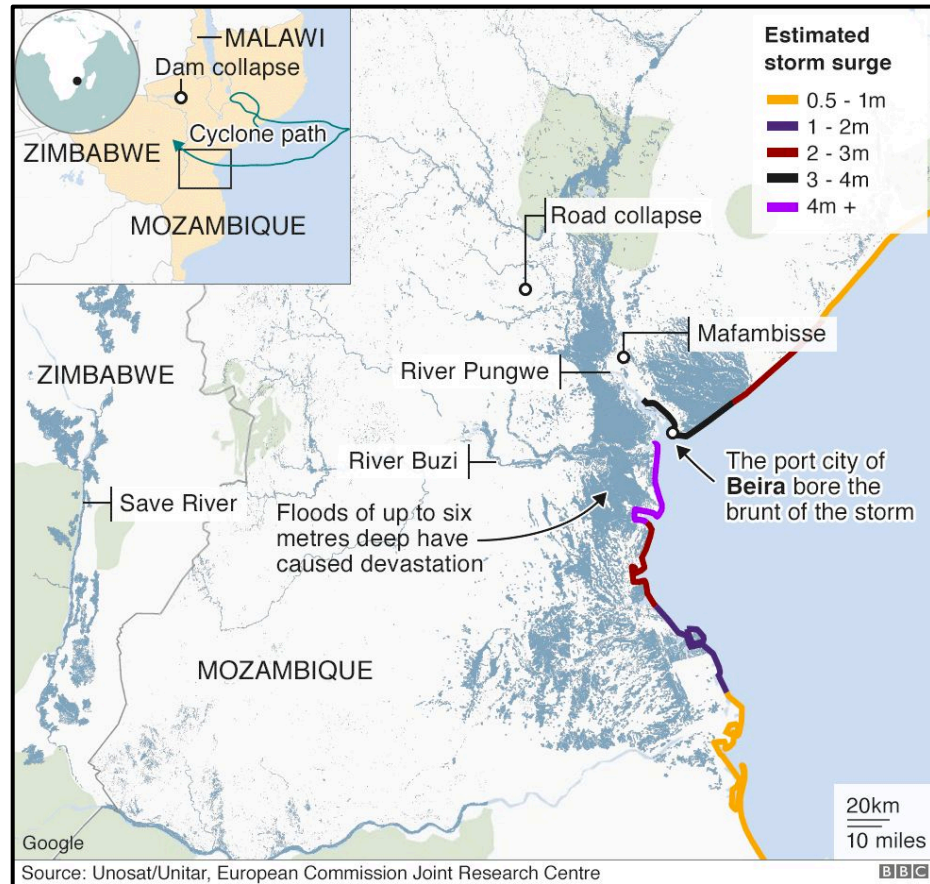 MALAWI
Dam collapse
Cyclone path
ZIMBABWE
MOZAMBIQUE
Estimated
storm surge
0.5 - 1m
1 - 2m
2 - 3m
3 - 4m
4m +
Road collapse
Mafambisse
River Pungwe
ZIMBABWE
River Buzi
Save River
The port city of
Beira bore the
brunt of the storm
Floods of up to six
metres deep have
caused devastation
MOZAMBIQUE
20km
10 miles
Google
Source: Unosat/Unitar, European Commission Joint Research Centre
BBC